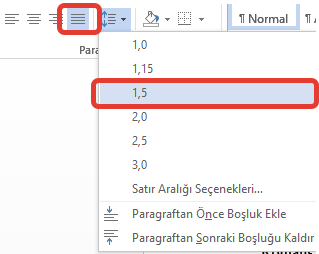 ¶ Normal
¶
Para
1,0
1,15
1,5
2,0
2,5
3,0
Satır Aralığı Seçenekleri...
Paragraftan Önce Boşluk Ekle
Paragraftan Sonraki Boşluğu Kaldır